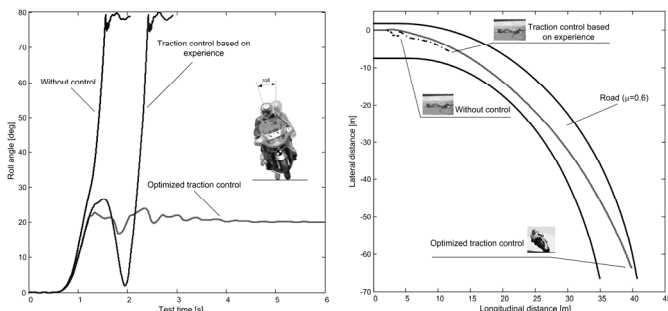 80
70
60
50
40
30
20
10
0
Roll angle [deg]
Without control
Traction control based on
experience
roll
Optimized traction control
0
1
2
3
4
5
6
Test time [s]
10
0
-10
-20
-30
-40
-50
-60
-70
Lateral distance [m]
Traction control based
on experience
Without control
Road (μ=0.6)
Optimized traction control
0
5
10
15
20
25
30
35
40
45
Longitudinal distance [m]